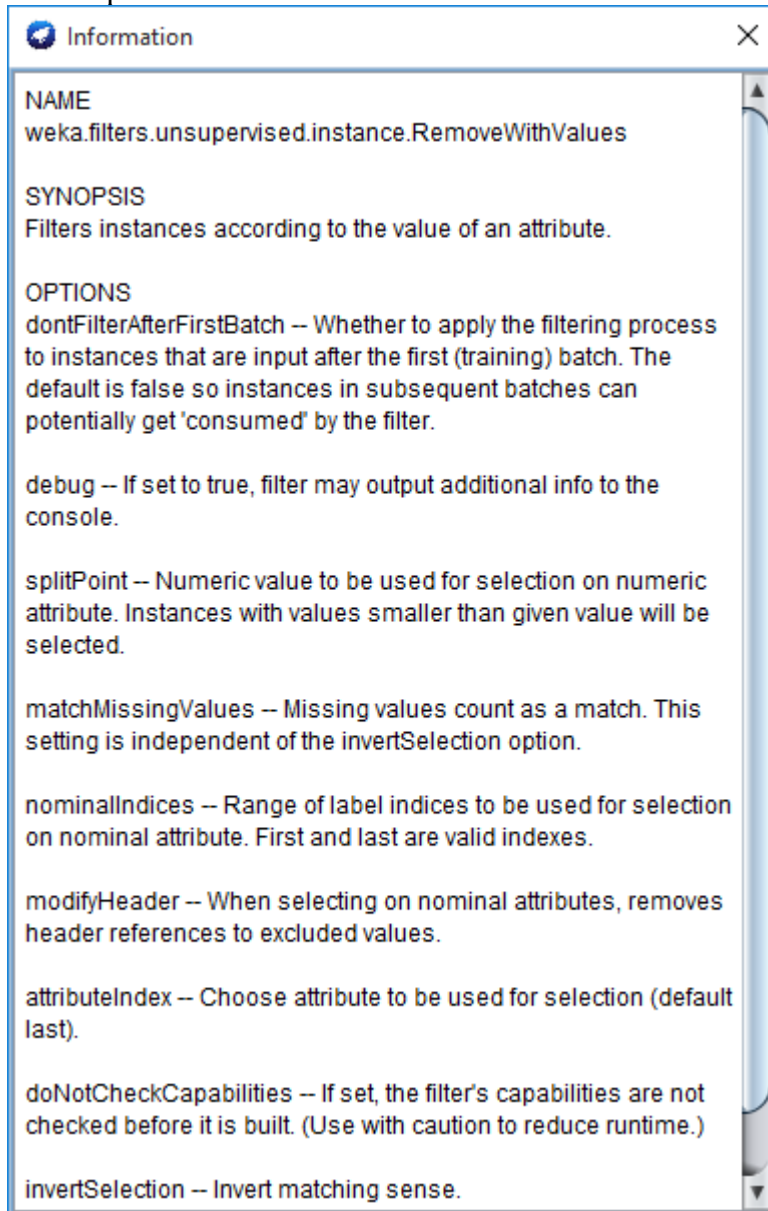 Information
NAME
weka.filters.unsupervised.instance.RemoveWithValues
SYNOPSIS
Filters instances according to the value of an attribute.
OPTIONS
dontFilterAfterFirstBatch -- Whether to apply the filtering process
to instances that are input after the first (training) batch. The
default is false so instances in subsequent batches can
potentially get 'consumed' by the filter.
debug -- If set to true, filter may output additional info to the
console.
splitPoint -- Numeric value to be used for selection on numeric
attribute. Instances with values smaller than given value will be
selected.
matchMissingValues -- Missing values count as a match. This
setting is independent of the invertSelection option.
nominalIndices -- Range of label indices to be used for selection
on nominal attribute. First and last are valid indexes.
modifyHeader -- When selecting on nominal attributes, removes
header references to excluded values.
attributeIndex -- Choose attribute to be used for selection (default
last).
doNotCheckCapabilities -- If set, the filter's capabilities are not
checked before it is built. (Use with caution to reduce runtime.)
invertSelection -- Invert matching sense.